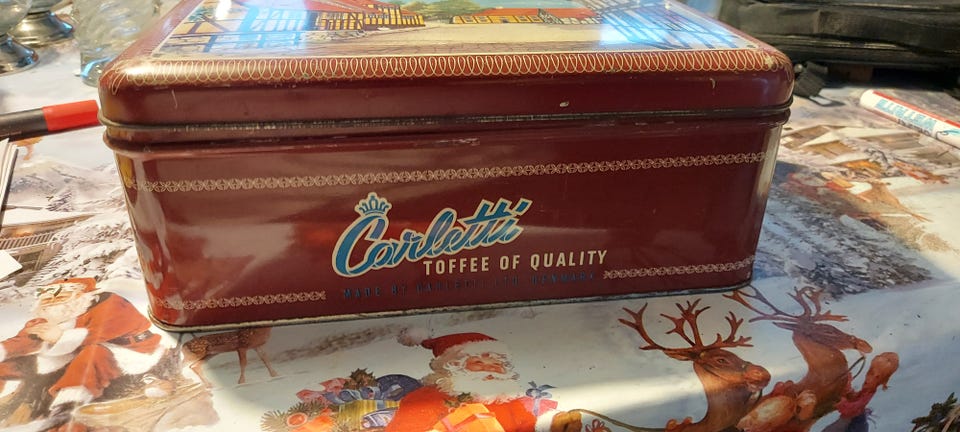 Carletti
TOFFEE OF QUALITY
MADE BY CARLETTI LTD. DENMARK